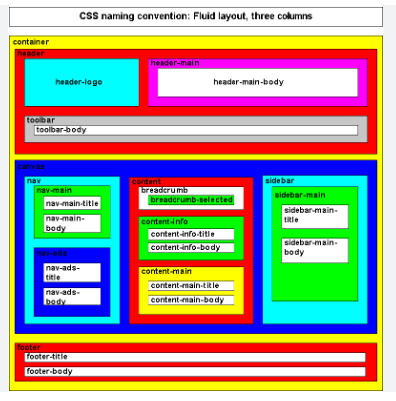 CSS naming convention: Fluid layout, three columns
container
header
header-logo
header-main
header-main-body
toolbar
toolbar-body
canvas
nav
nav-main
nav-main-title
nav-main-
body
nav-ads
nav-ads-
title
nav-ads-
body
content
breadcrumb
breadcrumb-selected
content-info
content-info-title
content-info-body
content-main
content-main-title
content-main-body
sidebar
sidebar-main
sidebar-main-
title
sidebar-main-
body
footer
footer-title
footer-body